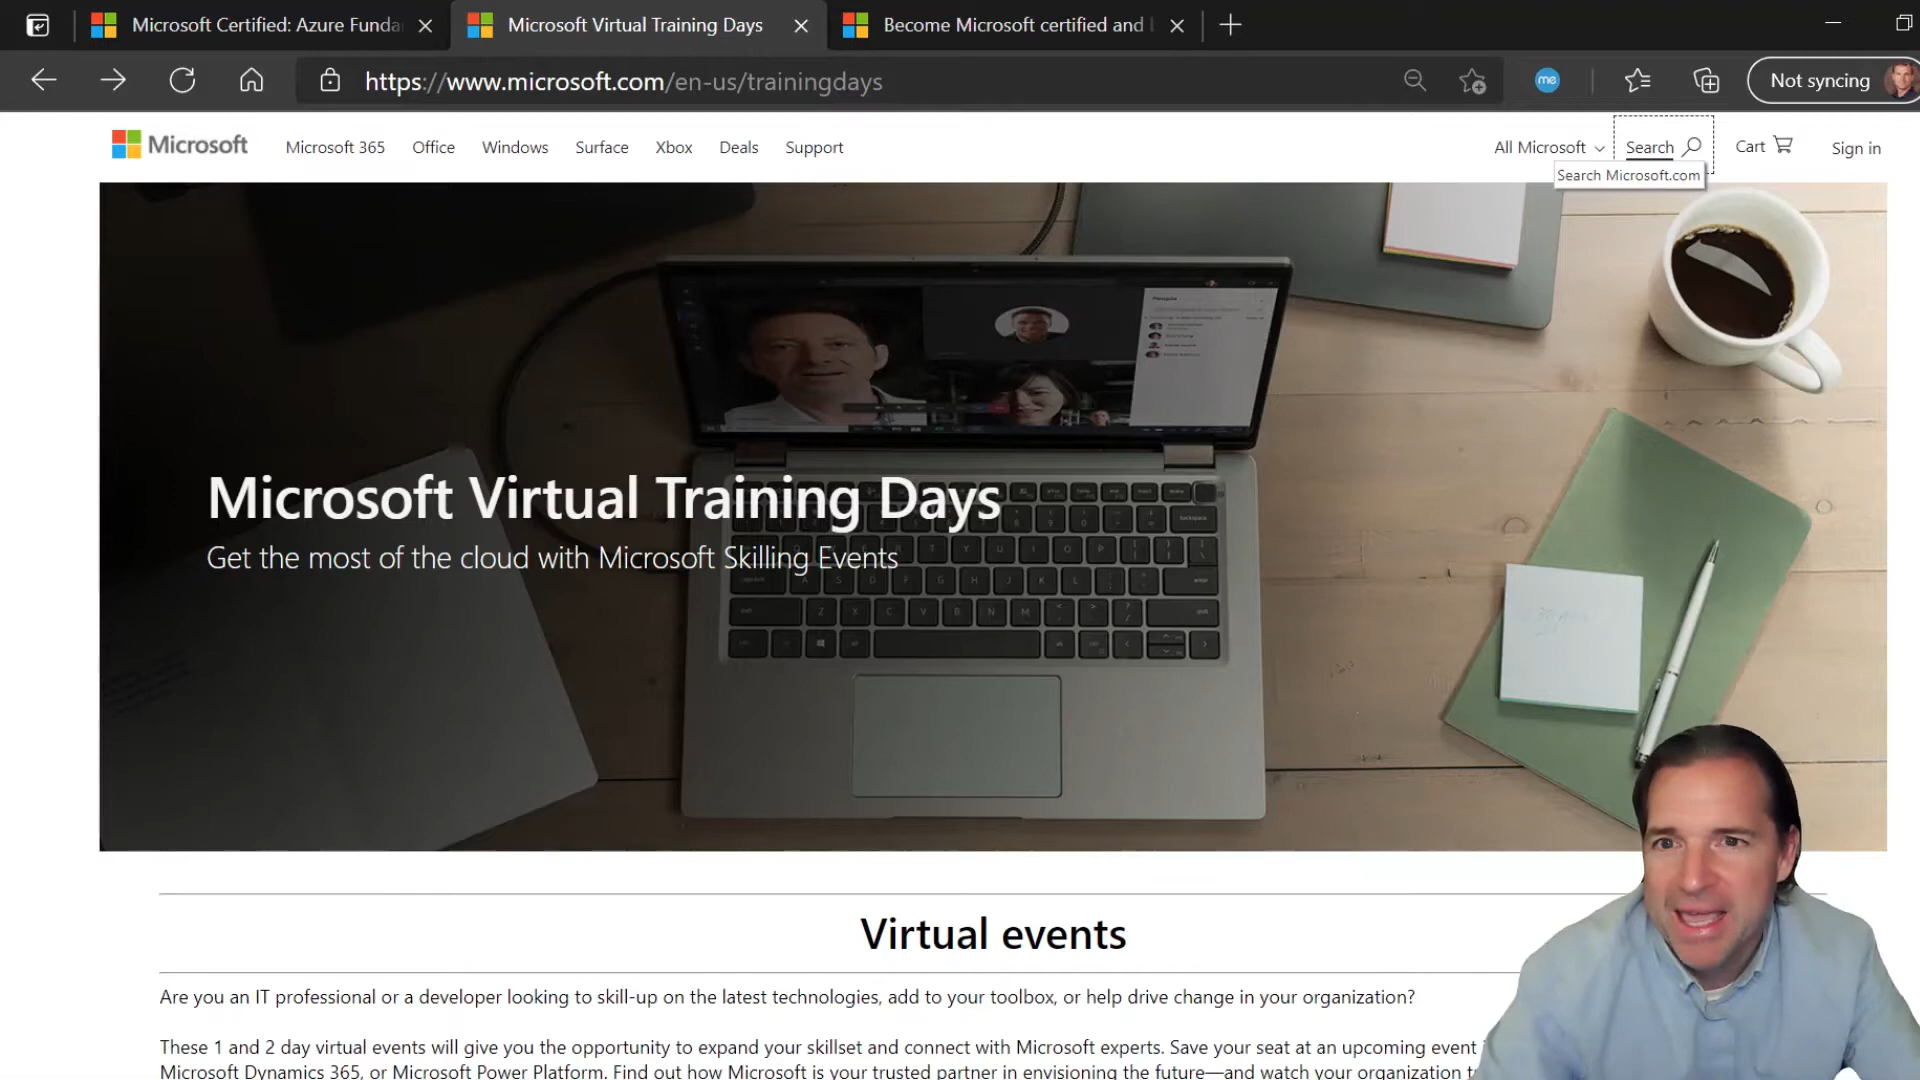 Microsoft Certified: Azure Funda
Microsoft Virtual Training Days
Become Microsoft certified and
https://www.microsoft.com/en-us/trainingdays
me
Not syncing
Microsoft
Microsoft 365
Office
Windows
Surface
Xbox
Deals
Support
All Microsoft
Search
Cart
Sign in
Search Microsoft.com
Microsoft Virtual Training Days
Get the most of the cloud with Microsoft Skilling Events
Virtual events
Are you an IT professional or a developer looking to skill-up on the latest technologies, add to your toolbox, or help drive change in your organization?
These 1 and 2 day virtual events will give you the opportunity to expand your skillset and connect with Microsoft experts. Save your seat at an upcoming event
Microsoft Dynamics 365, or Microsoft Power Platform. Find out how Microsoft is your trusted partner in envisioning the future—and watch your organization